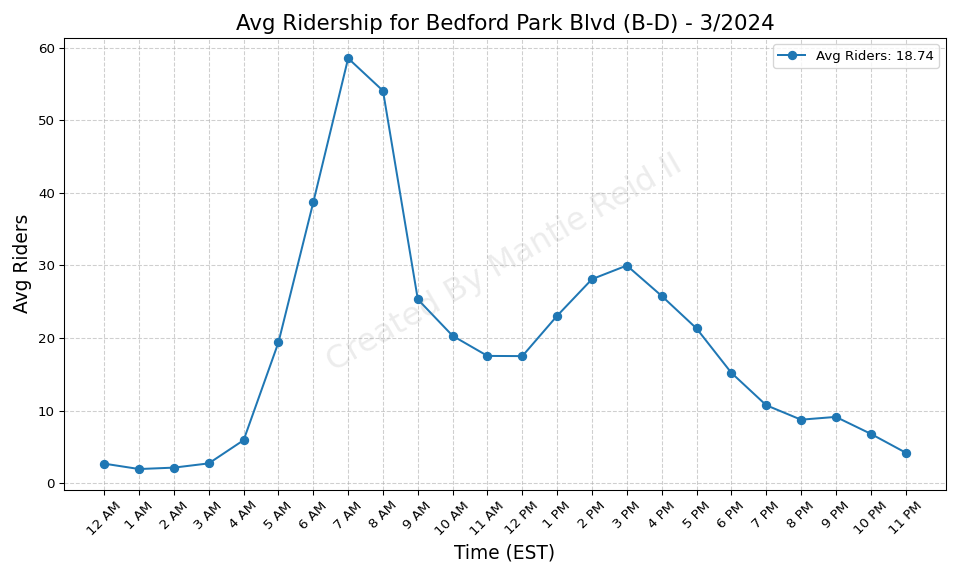 Avg Ridership for Bedford Park Blvd (B-D) - 3/2024
Avg Riders: 18.74
Avg Riders
60
50
40
30
20
10
0
Created By Mantie Reid II
12 AM
1 AM
2 AM
3 AM
4 AM
5 AM
6 AM
7 AM
8 AM
9 AM
10 AM
11 AM
12 PM
1 PM
2 PM
3 PM
4 PM
5 PM
6 PM
7 PM
8 PM
9 PM
10 PM
11 PM
Time (EST)